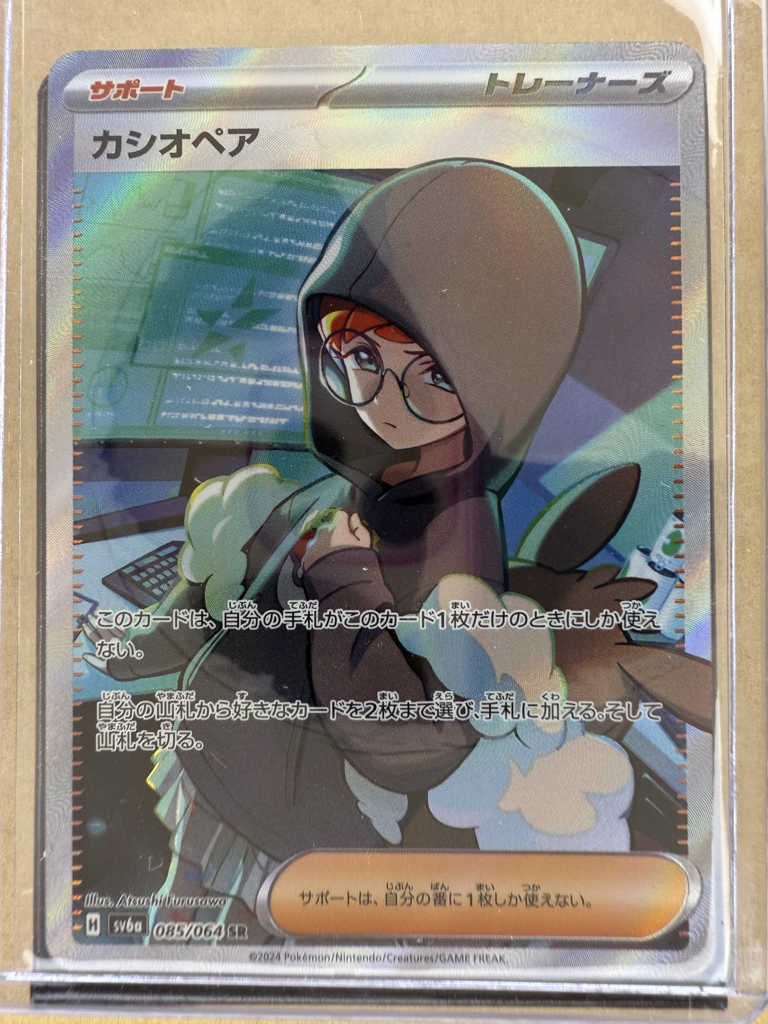 サポート
トレーナーズ
カシオペア
このカードは、自分の手札がこのカード1枚だけのときにしか使え
ない。
自分の山札から好きなカードを2枚まで選び、手札に加える。そして
山札を切る。
サポートは、自分の番に1枚しか使えない。
Illus. Atsushi Furusawa
H sv6a 085/064 SR
©2024 Pokémon/Nintendo/Creatures/GAME FREAK